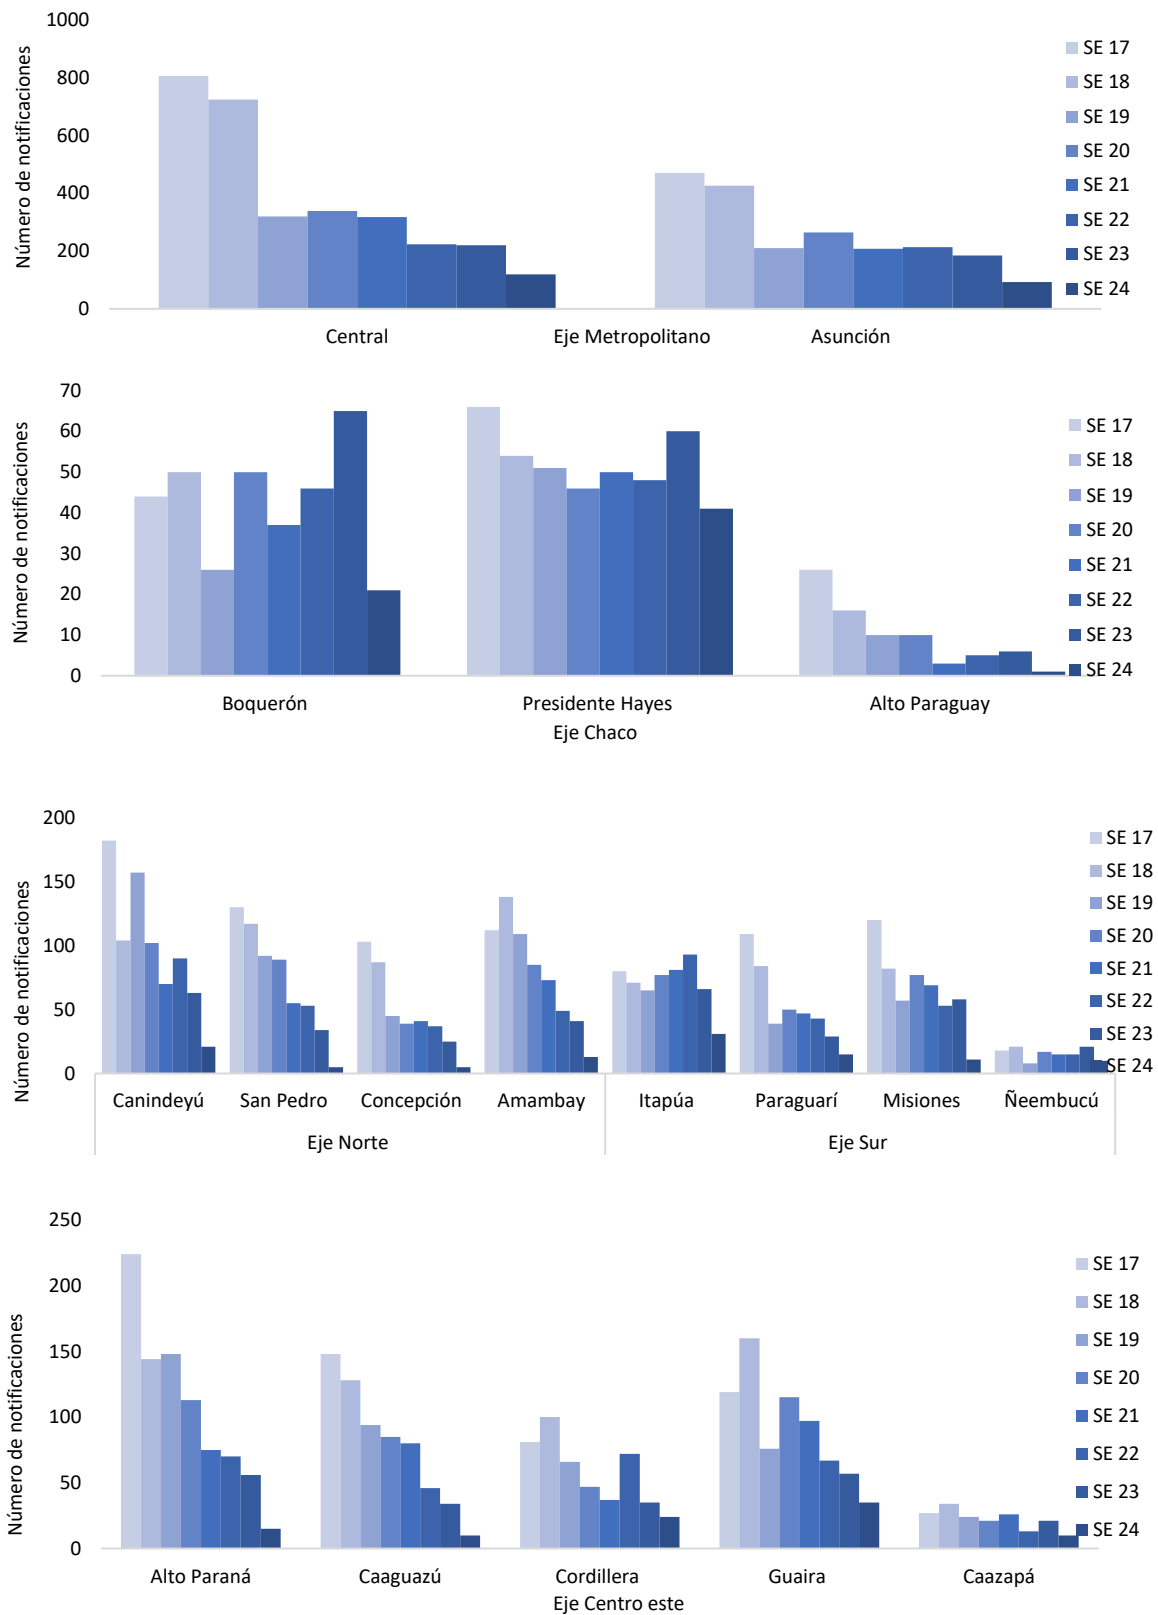 1000
800
600
400
200
0
Número de notificaciones
Central
Eje Metropolitano
Asunción
SE 17
SE 18
SE 19
SE 20
SE 21
SE 22
SE 23
SE 24
70
60
50
40
30
20
10
0
Número de notificaciones
Boquerón
Presidente Hayes
Alto Paraguay
Eje Chaco
SE 17
SE 18
SE 19
SE 20
SE 21
SE 22
SE 23
SE 24
200
150
100
50
0
Número de notificaciones
Canindeyú
San Pedro
Concepción
Amambay
Itapúa
Paraguarí
Misiones
Ñeembucú
Eje Norte
Eje Sur
SE 17
SE 18
SE 19
SE 20
SE 21
SE 22
SE 23
SE 24
250
200
150
100
50
0
Número de notificaciones
Alto Paraná
Caaguazú
Cordillera
Guaira
Caazapá
Eje Centro este
SE 17
SE 18
SE 19
SE 20
SE 21
SE 22
SE 23
SE 24